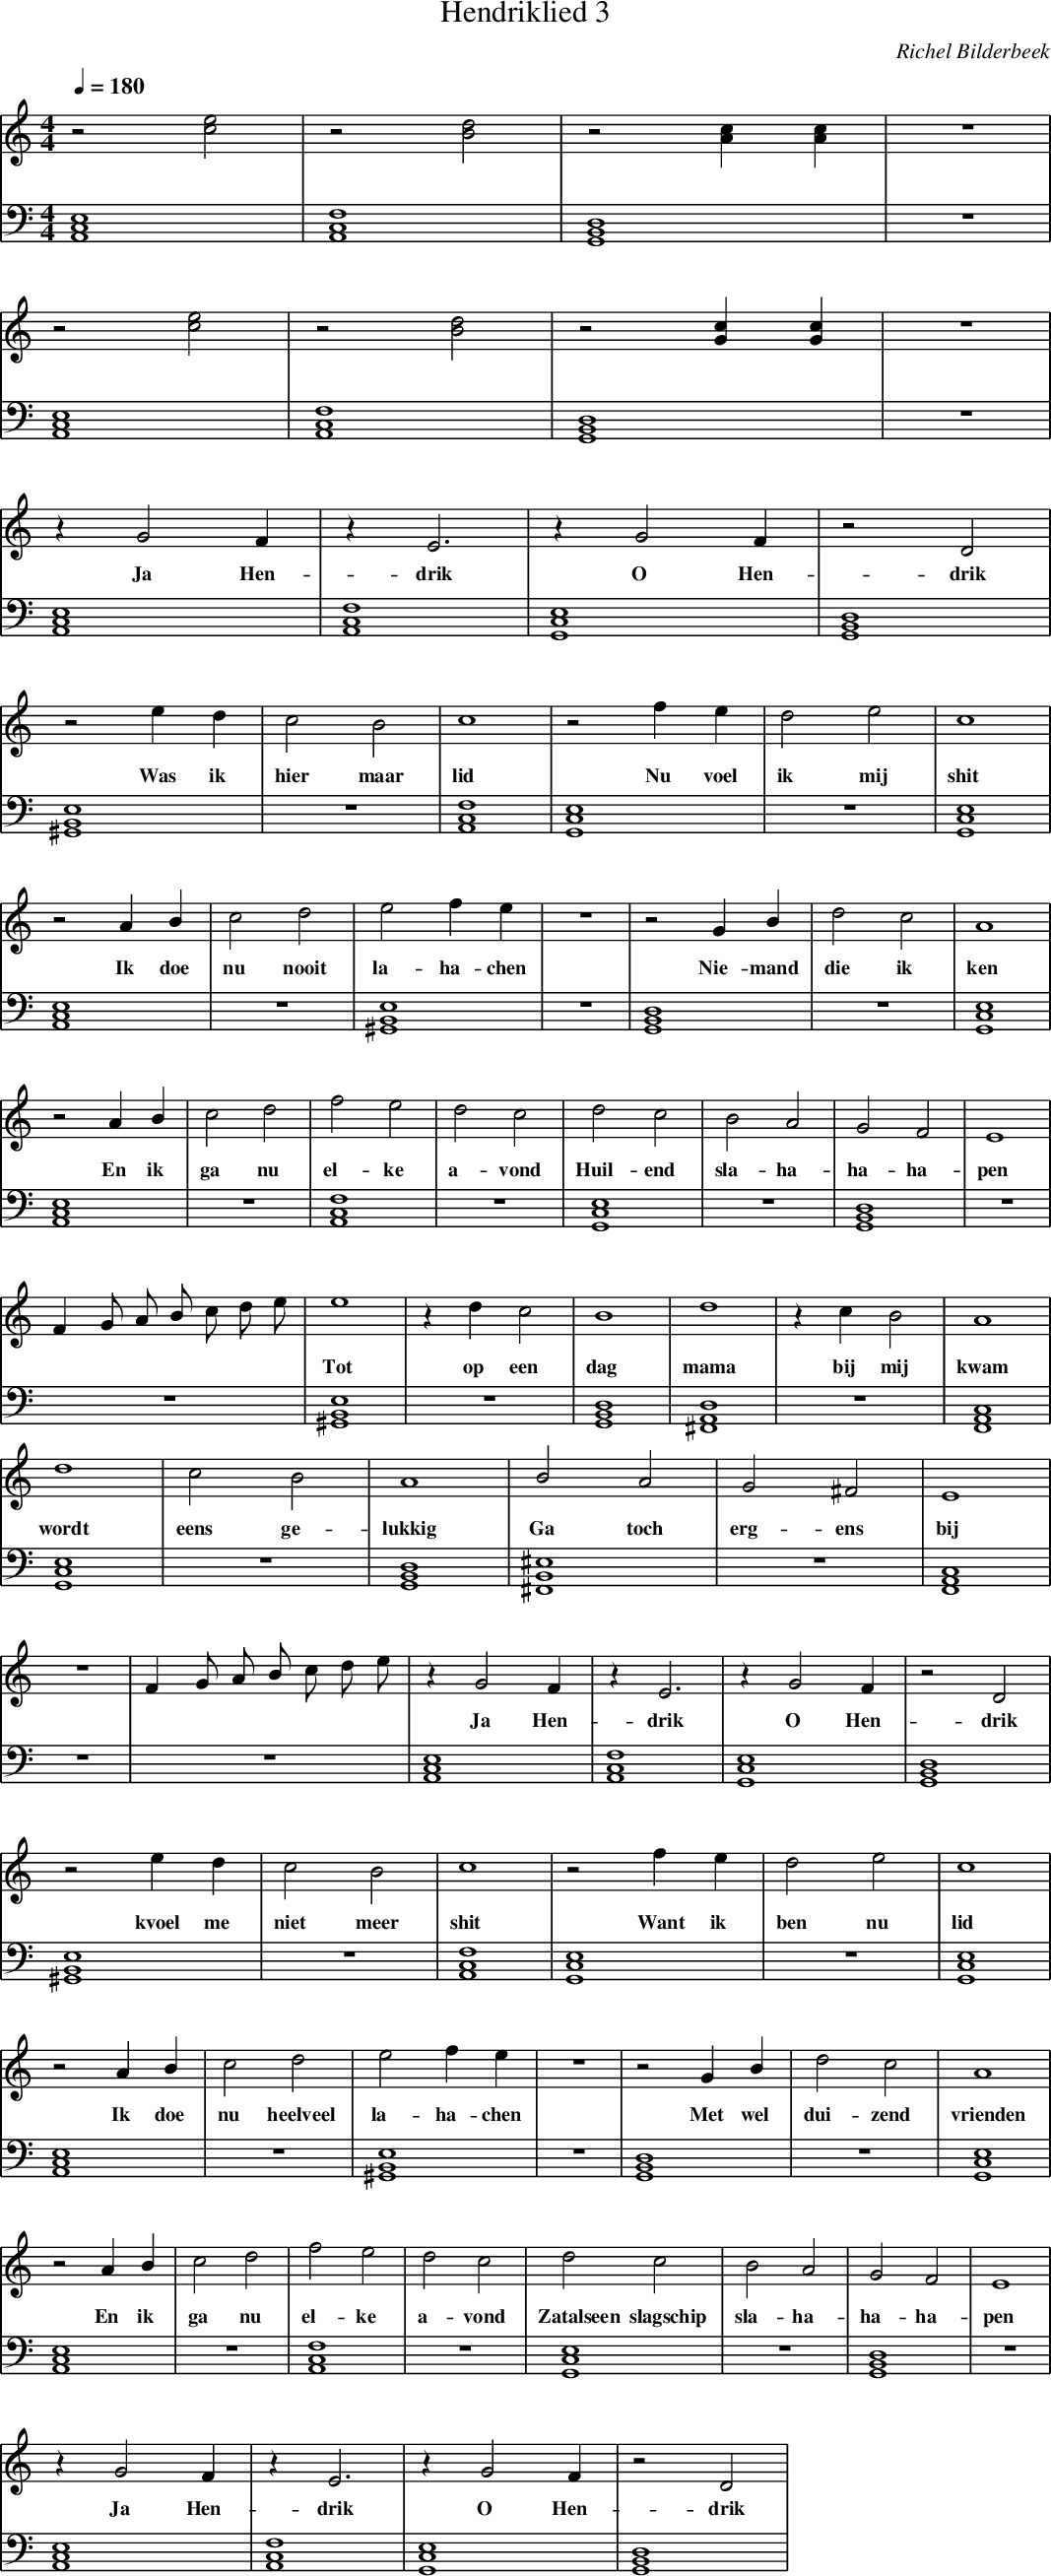 Hendriklied 3
Richel Bilderbeek
♩ = 180
4 4
4 4
Ja Hen - - drik O Hen - - drik
Was ik hier maar lid Nu voel ik mij shit
Ik doe nu nooit la - ha - chen Nie - mand die ik ken
En ik ga nu el - ke a - vond Huil - end sla - ha - ha - ha - pen
Tot op een dag mama bij mij kwam
wordt eens ge - lukkig Ga toch erg - ens bij
Ja Hen - - drik O Hen - - drik
kvoel me niet meer shit Want ik ben nu lid
Ik doe nu heelveel la - ha - chen Met wel dui - zend vrienden
En ik ga nu el - ke a - vond Zatalseen slagschip sla - ha - ha - ha - pen
Ja Hen - - drik O Hen - - drik